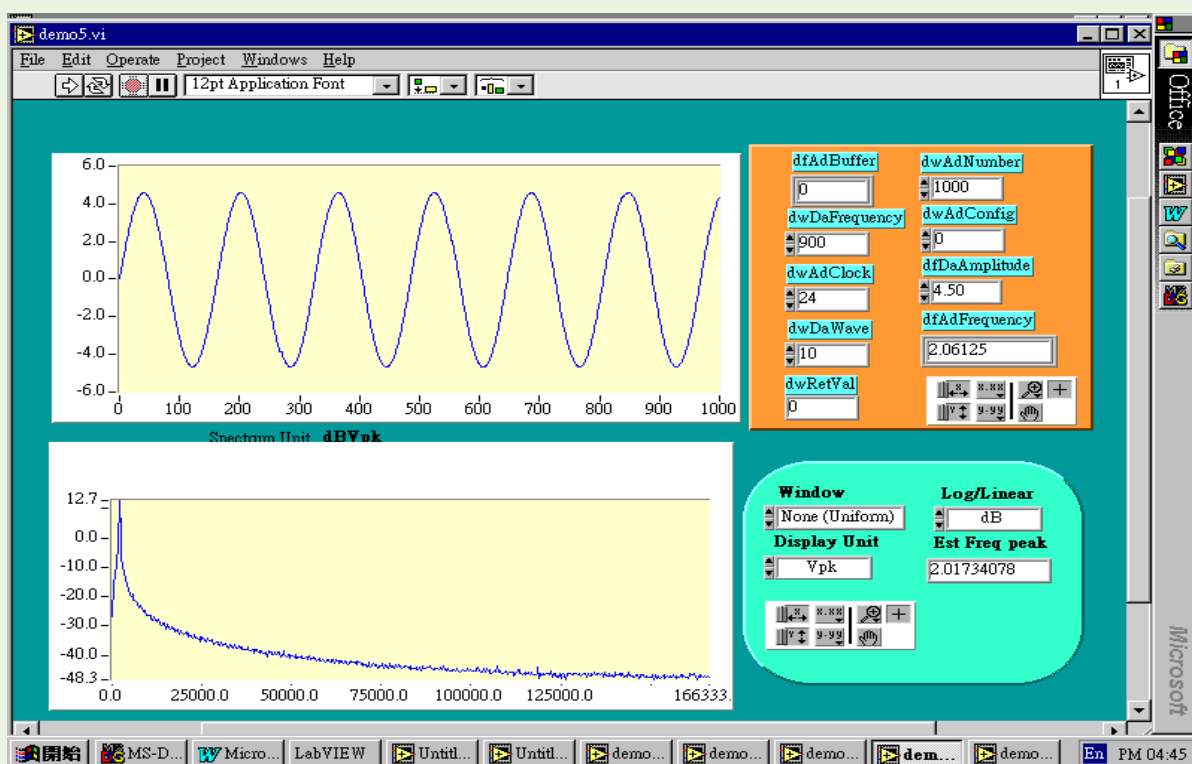 demo5.vi
File Edit Operate Project Windows Help
12pt Application Font
1
Office
6.0
4.0
2.0
0.0
-2.0
-4.0
-6.0
0 100 200 300 400 500 600 700 800 900 1000
dfAdBuffer dwAdNumber
0 1000
dwDaFrequency dwAdConfig
900 0
dwAdClock dfDaAmplitude
24 4.50
dwDaWave dfAdFrequency
10 2.06125
dwRetVal
0
X X.XX
Y Y.YY
Spectrum Unit dBVpk
12.7
0.0
-10.0
-20.0
-30.0
-40.0
-48.3
0.0 25000.0 50000.0 75000.0 100000.0 125000.0 166333.
Window Log/Linear
None (Uniform) dB
Display Unit Est Freq peak
Vpk 2.01734078
X X.XX
Y Y.YY
Microsoft
開始 MS-D... Micro... LabVIEW Untitl... Untitl... demo... demo... demo... dem... demo... En PM 04:45